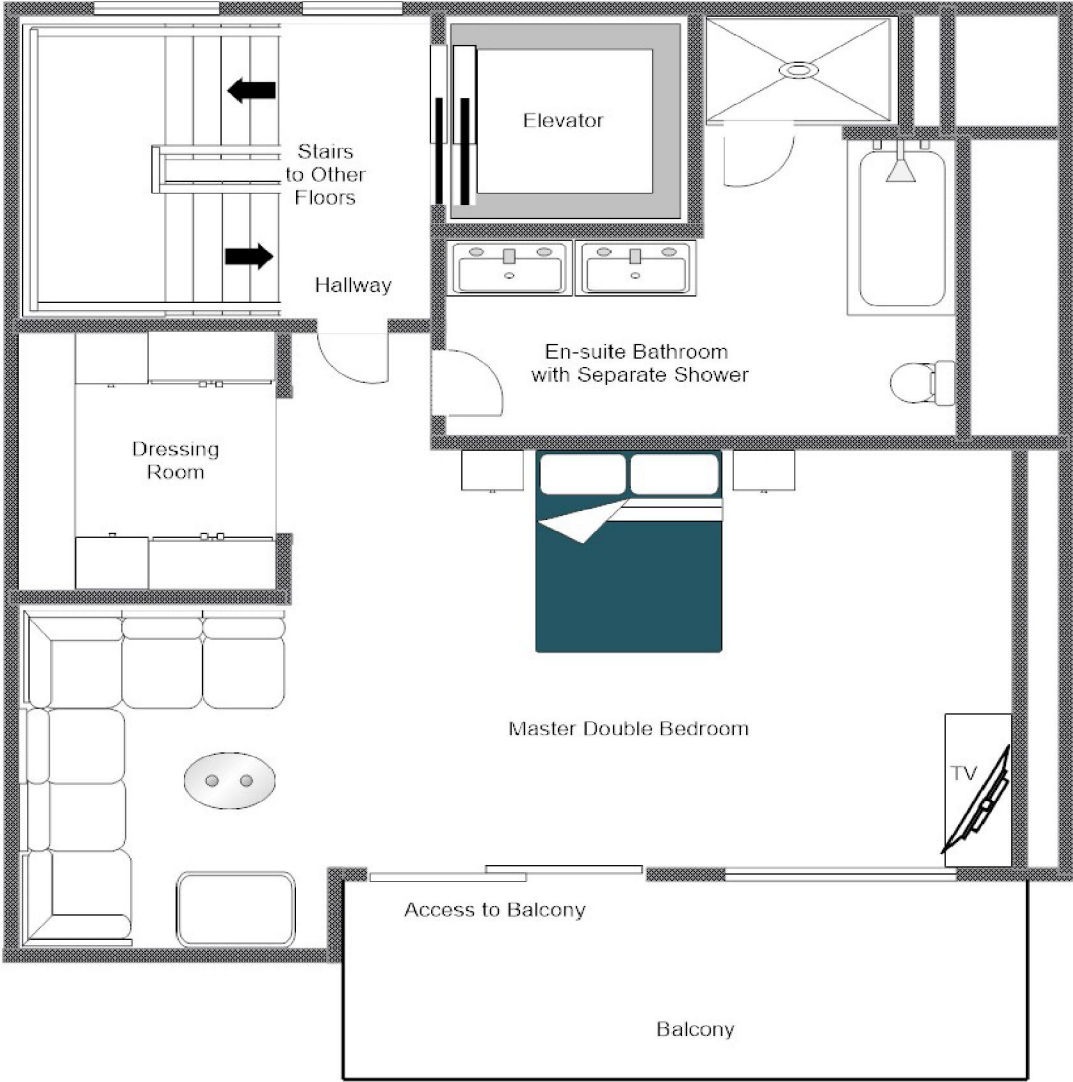 Elevator
Stairs
to Other
Floors
Hallway
En-suite Bathroom
with Separate Shower
Dressing
Room
Master Double Bedroom
TV
Access to Balcony
Balcony